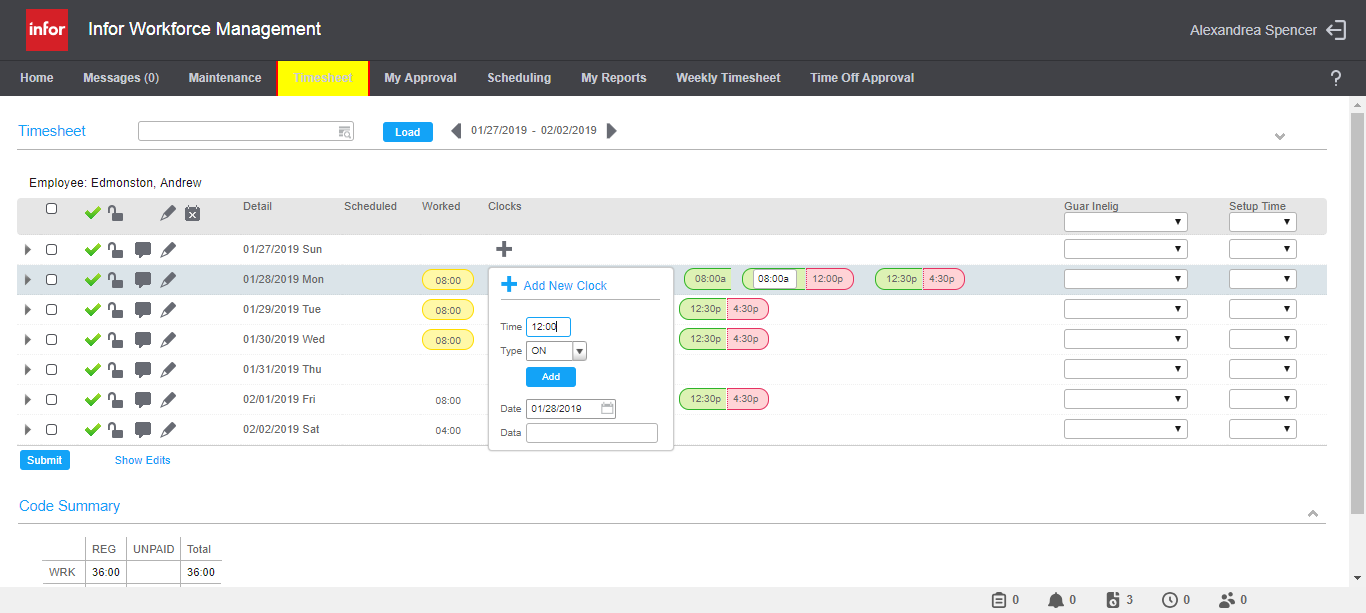 infor
Infor Workforce Management
Alexandrea Spencer
Home Messages (0) Maintenance Timesheet My Approval Scheduling My Reports Weekly Timesheet Time Off Approval ?
Timesheet Load 01/27/2019 - 02/02/2019
Employee: Edmonston, Andrew
Detail Scheduled Worked Clocks Guar Inelig Setup Time
01/27/2019 Sun
01/28/2019 Mon 08:00 08:00a 08:00a 12:00p 12:30p 4:30p
01/29/2019 Tue 08:00 12:30p 4:30p
01/30/2019 Wed 08:00 12:30p 4:30p
01/31/2019 Thu
02/01/2019 Fri 08:00 12:30p 4:30p
02/02/2019 Sat 04:00
Add New Clock
Time 12:00
Type ON
Add
Date 01/28/2019
Data
Submit Show Edits
Code Summary
REG UNPAID Total
WRK 36:00 36:00
0 0 3 0 0